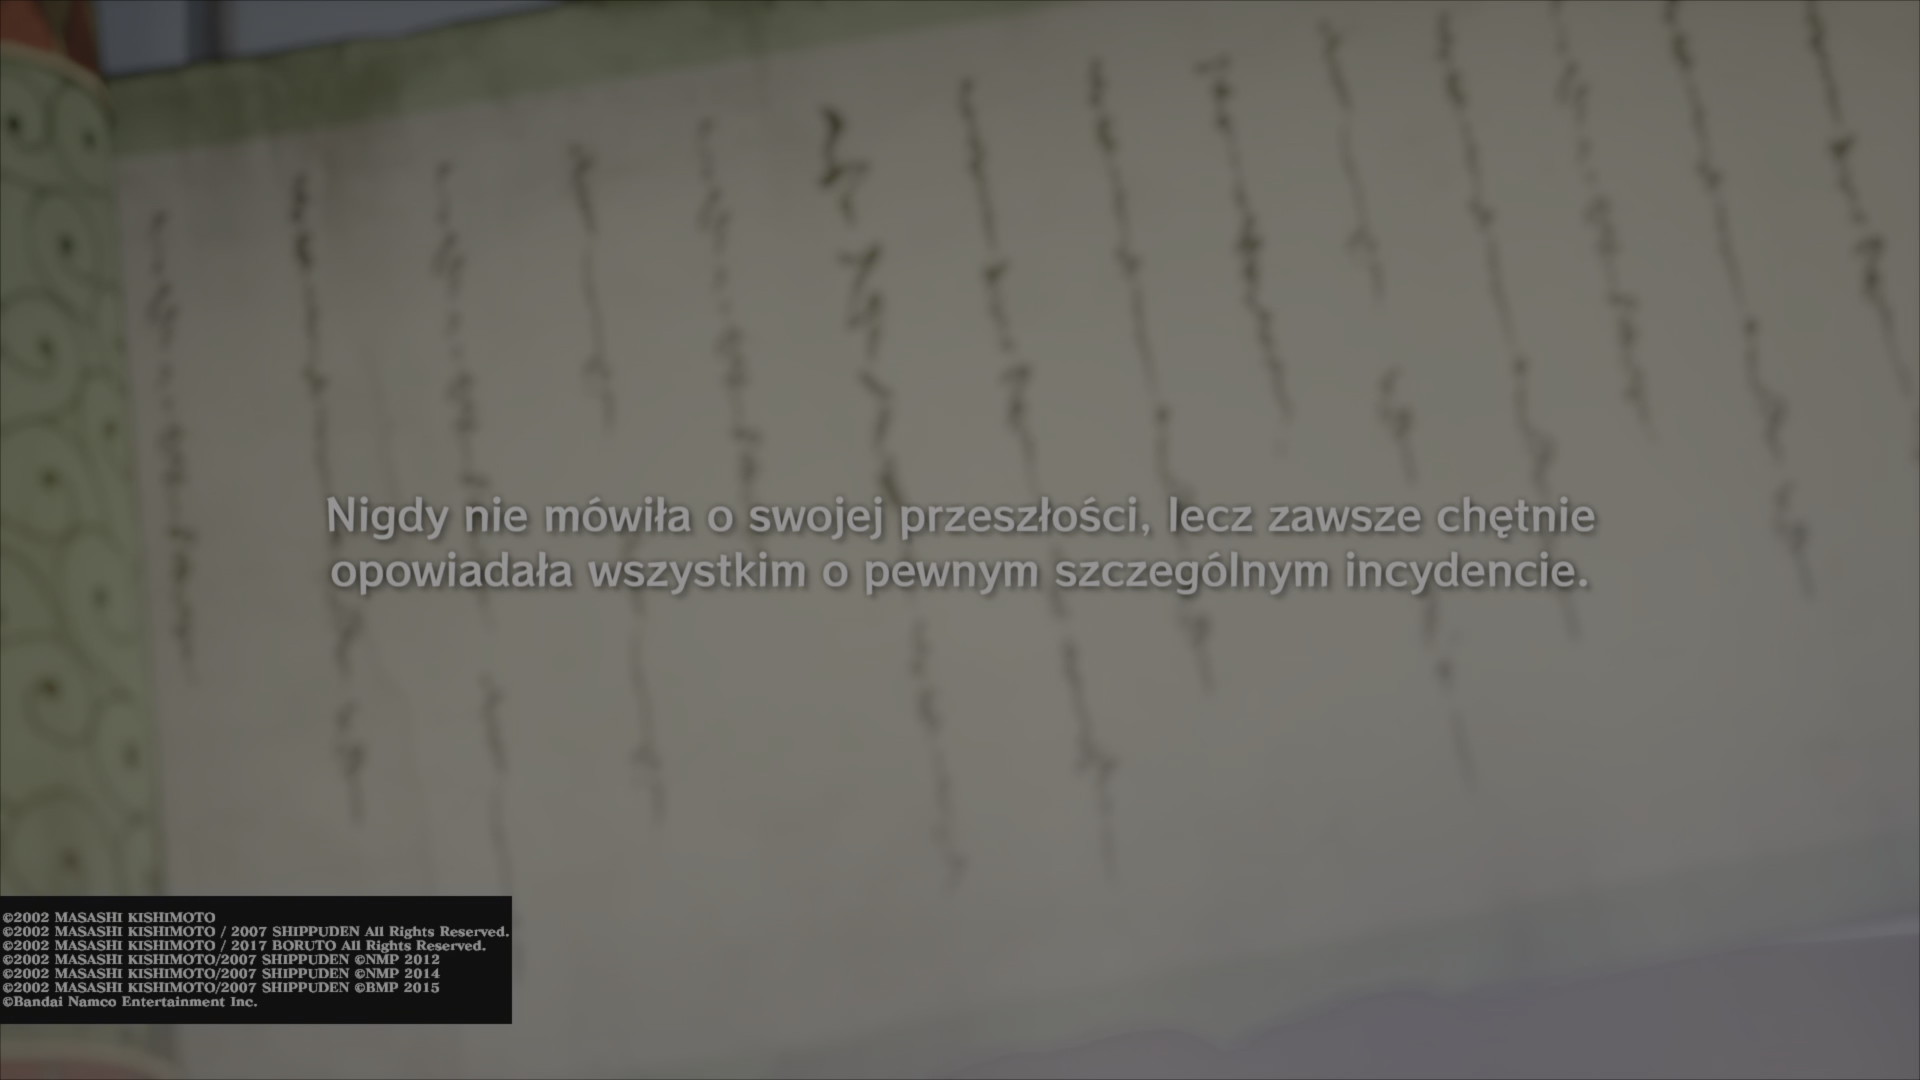 Nigdy nie mówiła o swojej przeszłości, lecz zawsze chętnie
opowiadała wszystkim o pewnym szczególnym incydencie.
©2002 MASASHI KISHIMOTO
©2002 MASASHI KISHIMOTO / 2007 SHIPPUDEN All Rights Reserved.
©2002 MASASHI KISHIMOTO / 2017 BORUTO All Rights Reserved.
©2002 MASASHI KISHIMOTO/2007 SHIPPUDEN ©NMP 2012
©2002 MASASHI KISHIMOTO/2007 SHIPPUDEN ©NMP 2014
©2002 MASASHI KISHIMOTO/2007 SHIPPUDEN ©BMP 2015
©Bandai Namco Entertainment Inc.